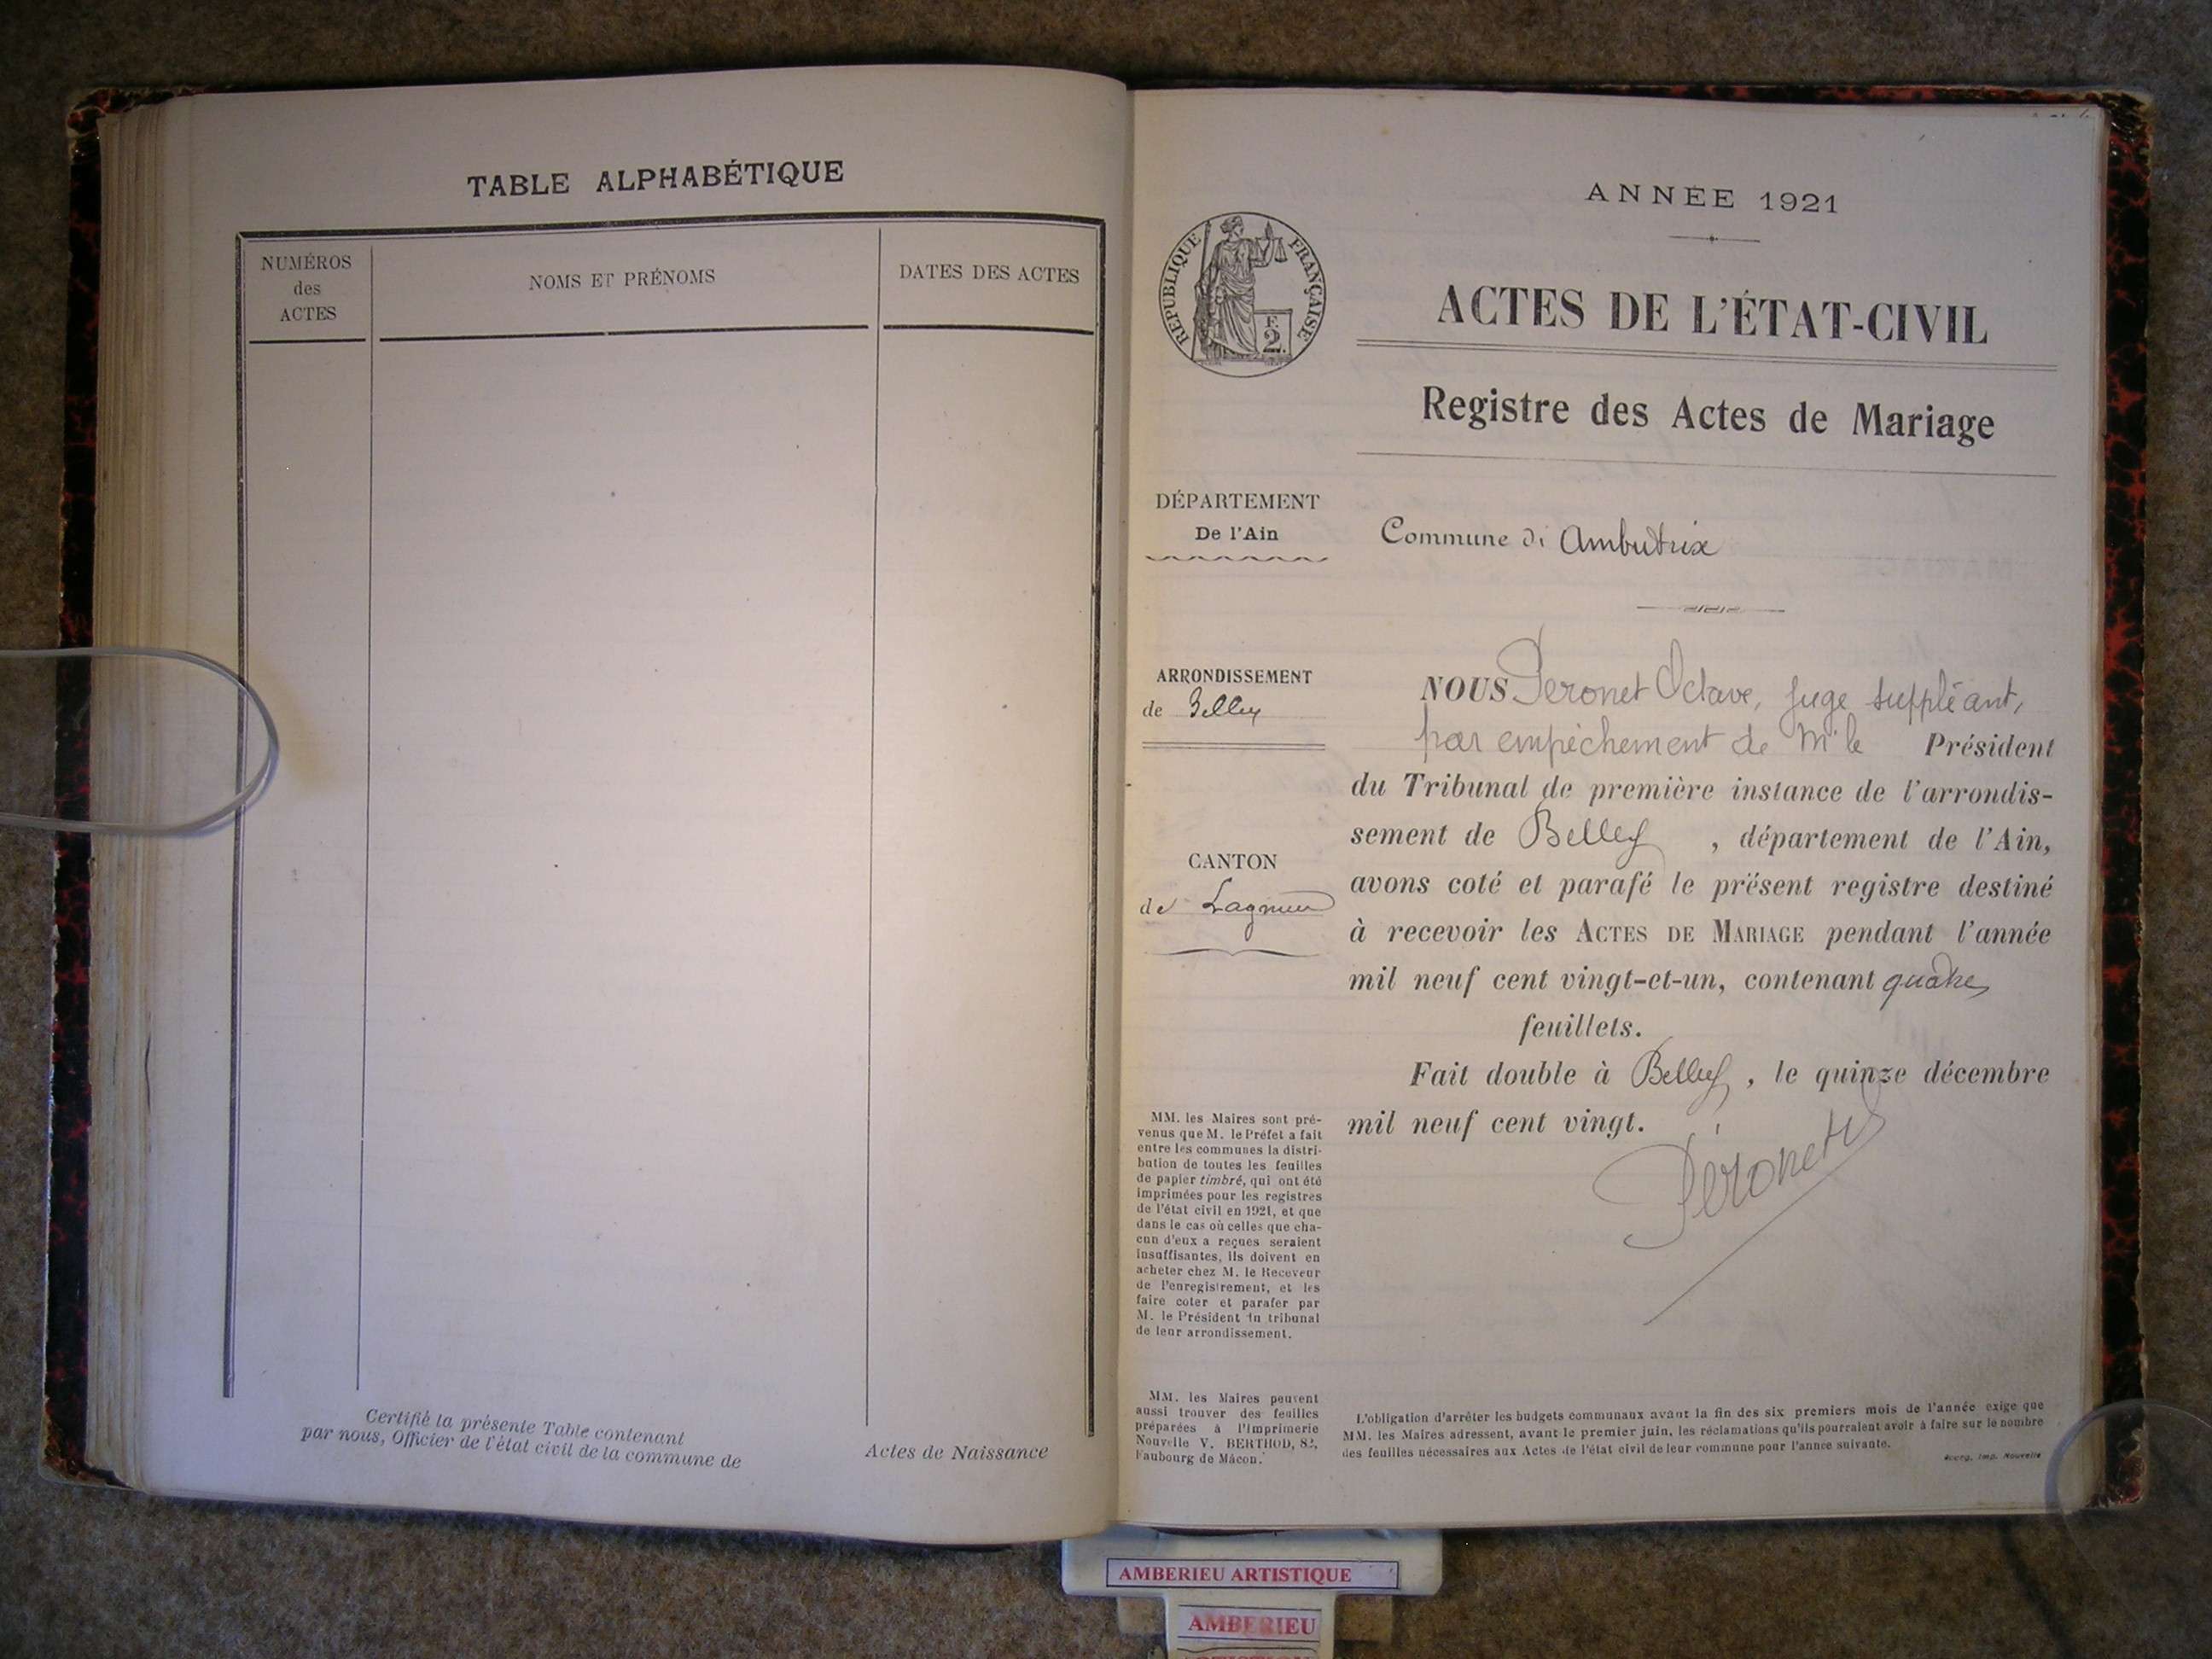 TABLE ALPHABÉTIQUE
NUMÉROS
des
ACTES
NOMS ET PRÉNOMS
DATES DES ACTES
Certifié la présente Table contenant
par nous, Officier de l'état civil de la commune de
Actes de Naissance
ANNÉE 1921
RÉPUBLIQUE FRANÇAISE
F.
2.
ACTES DE L'ÉTAT-CIVIL
Registre des Actes de Mariage
DÉPARTEMENT
De l'Ain
Commune de Ambutrix
ARRONDISSEMENT
de Belley
CANTON
de Lagnieu
NOUS Péronet Octave, juge suppléant,
par empêchement de Mr le Président
du Tribunal de première instance de l'arrondis-
sement de Belley, département de l'Ain,
avons coté et parafé le présent registre destiné
à recevoir les ACTES DE MARIAGE pendant l'année
mil neuf cent vingt-et-un, contenant quatre
feuillets.
Fait double à Belley, le quinze décembre
mil neuf cent vingt.
Péronet
MM. les Maires sont pré-
venus que M. le Préfet a fait
entre les communes la distri-
bution de toutes les feuilles
de papier timbré, qui ont été
imprimées pour les registres
de l'état civil en 1921, et que
dans le cas où celles que cha-
cun d'eux a reçues seraient
insuffisantes, ils doivent en
acheter chez M. le Receveur
de l'enregistrement, et les
faire coter et parafer par
M. le Président du tribunal
de leur arrondissement.
MM. les Maires peuvent
aussi trouver des feuilles
préparées à l'imprimerie
Nouvelle V. BERTHOD, 82,
Faubourg de Mâcon.
L'obligation d'arrêter les budgets communaux avant la fin des six premiers mois de l'année exige que
MM. les Maires adressent, avant le premier juin, les réclamations qu'ils pourraient avoir à faire sur le nombre
des feuilles nécessaires aux Actes de l'état civil de leur commune pour l'année suivante.
Bourg, Imp. Nouvelle
AMBERIEU ARTISTIQUE
AMBERIEU